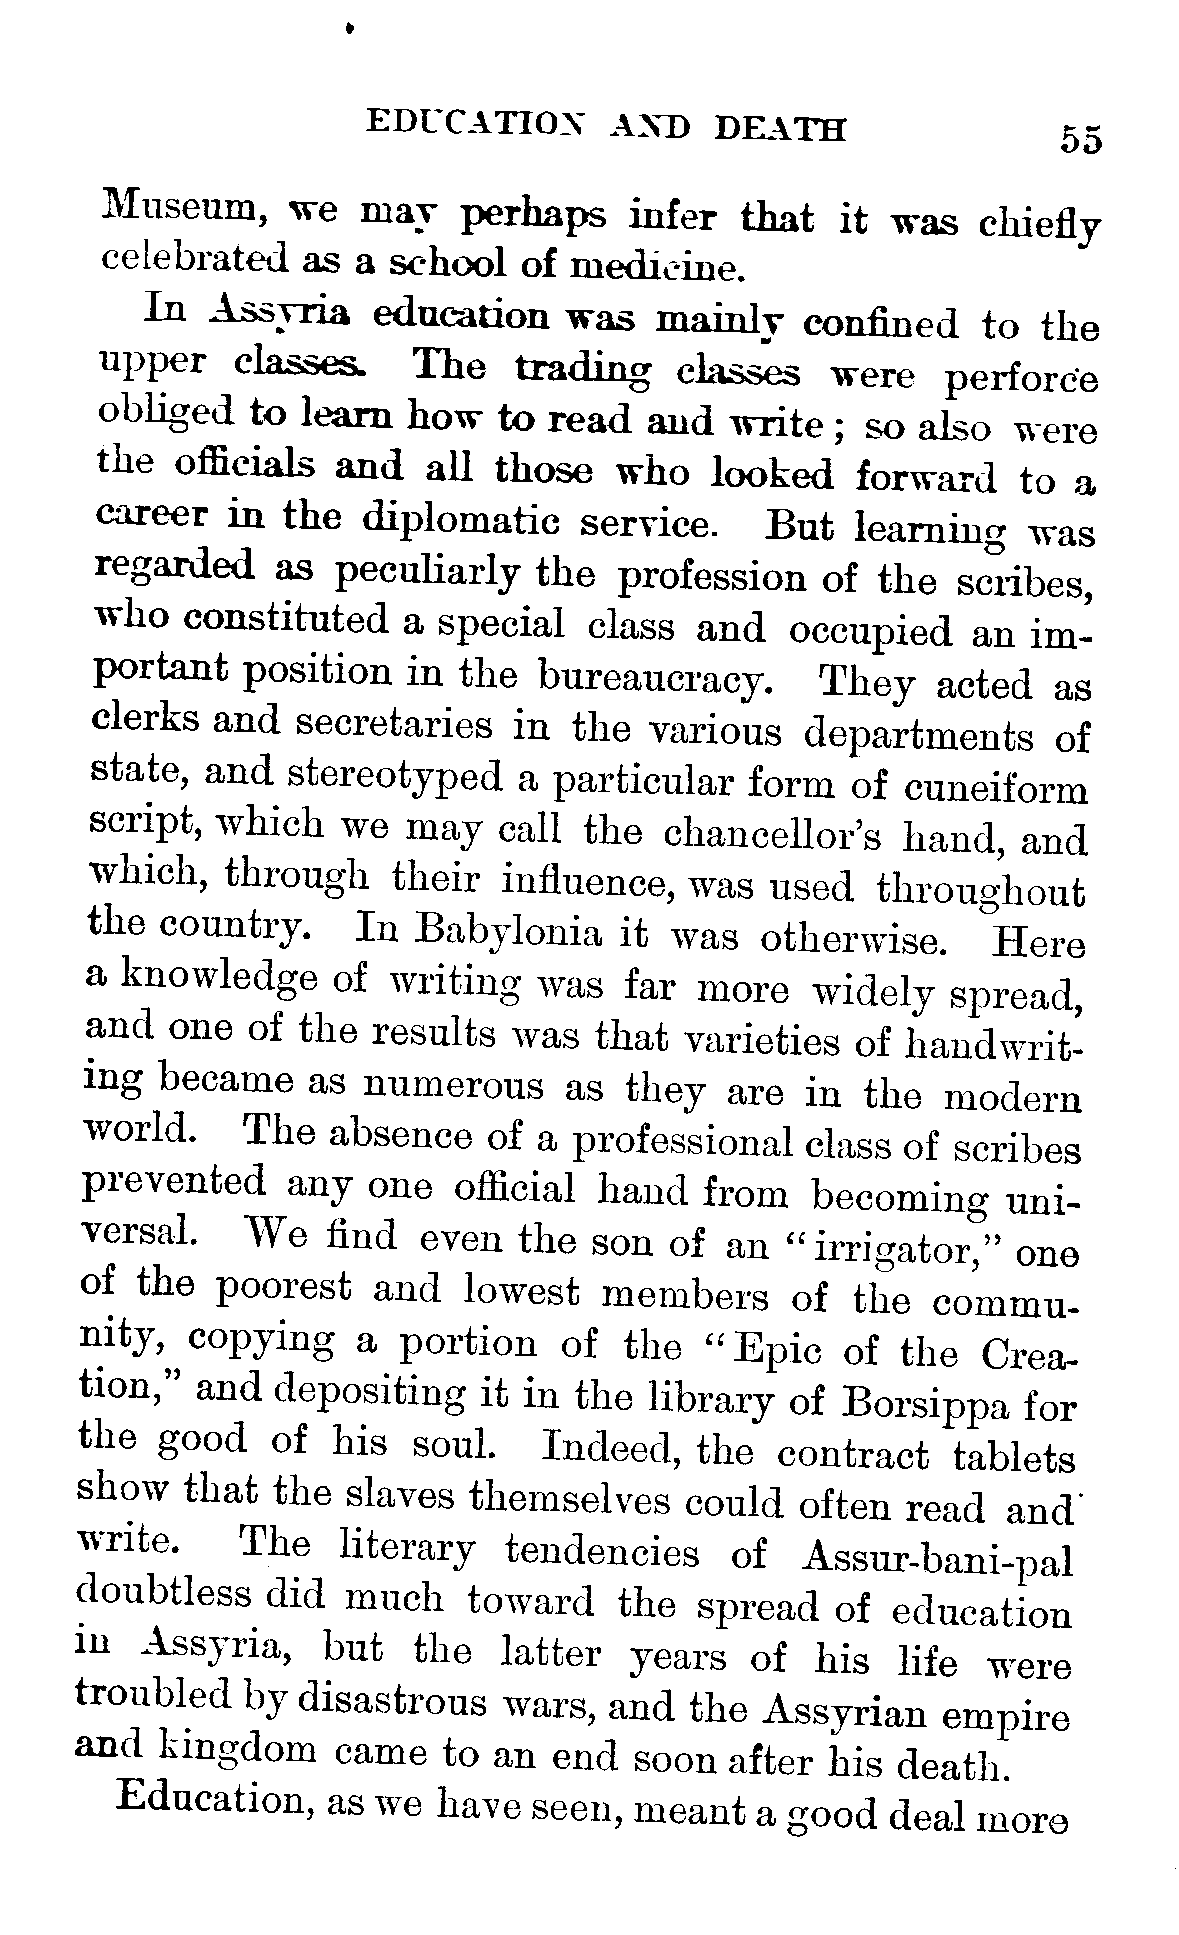 EDUCATION AND DEATH 55
Museum, we may perhaps infer that it was chiefly
celebrated as a school of medicine.
In Assyria education was mainly confined to the
upper classes. The trading classes were perforce
obliged to learn how to read and write; so also were
the officials and all those who looked forward to a
career in the diplomatic service. But learning was
regarded as peculiarly the profession of the scribes,
who constituted a special class and occupied an im-
portant position in the bureaucracy. They acted as
clerks and secretaries in the various departments of
state, and stereotyped a particular form of cuneiform
script, which we may call the chancellor's hand, and
which, through their influence, was used throughout
the country. In Babylonia it was otherwise. Here
a knowledge of writing was far more widely spread,
and one of the results was that varieties of handwrit-
ing became as numerous as they are in the modern
world. The absence of a professional class of scribes
prevented any one official hand from becoming uni-
versal. We find even the son of an "irrigator," one
of the poorest and lowest members of the commu-
nity, copying a portion of the "Epic of the Crea-
tion," and depositing it in the library of Borsippa for
the good of his soul. Indeed, the contract tablets
show that the slaves themselves could often read and
write. The literary tendencies of Assur-bani-pal
doubtless did much toward the spread of education
in Assyria, but the latter years of his life were
troubled by disastrous wars, and the Assyrian empire
and kingdom came to an end soon after his death.
Education, as we have seen, meant a good deal more